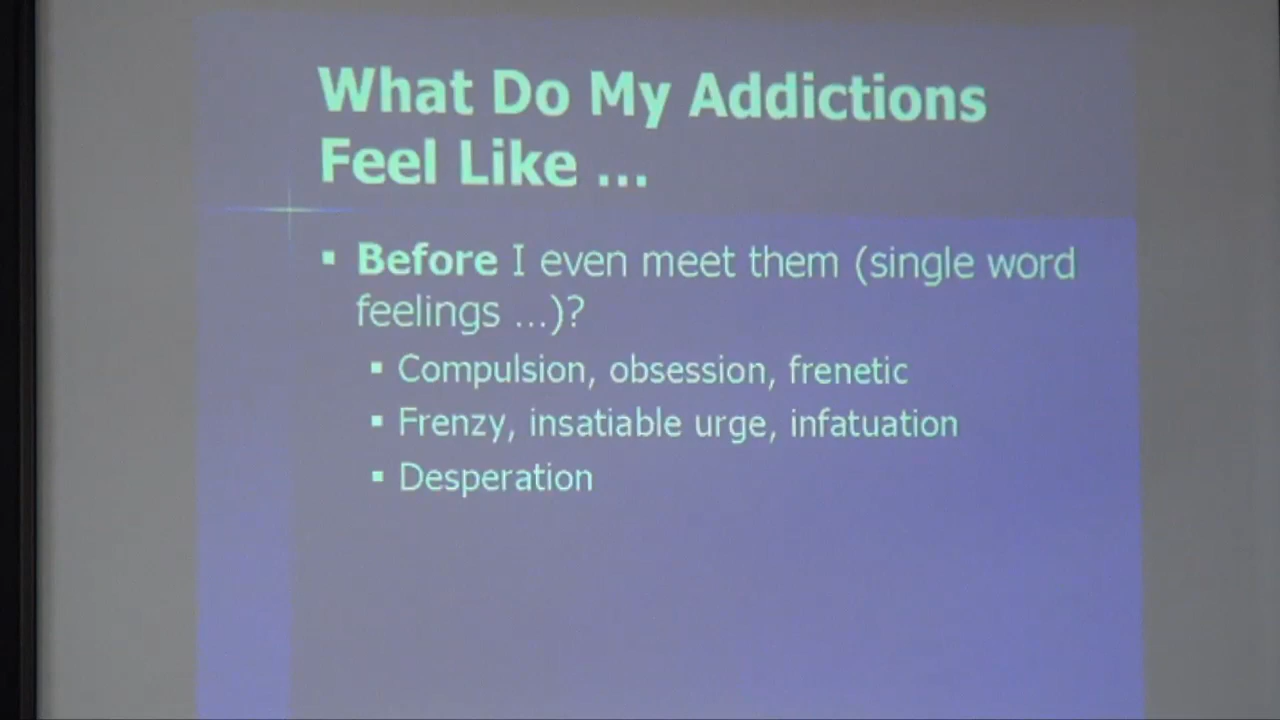 What Do My Addictions
Feel Like ...
▪ Before I even meet them (single word
feelings ...)?
▪ Compulsion, obsession, frenetic
▪ Frenzy, insatiable urge, infatuation
▪ Desperation